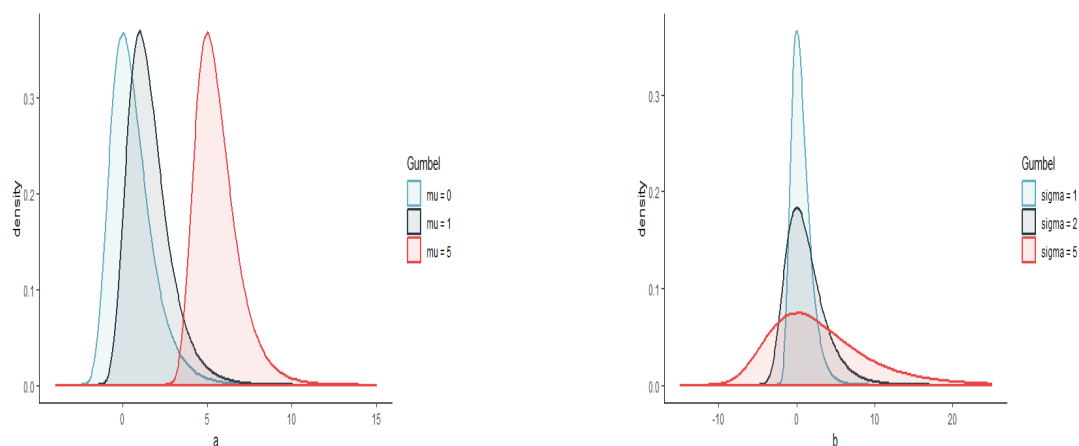 density
0.3
0.2
0.1
0.0
0
5
10
15
a
Gumbel
mu = 0
mu = 1
mu = 5
density
0.3
0.2
0.1
0.0
-10
0
10
20
b
Gumbel
sigma = 1
sigma = 2
sigma = 5